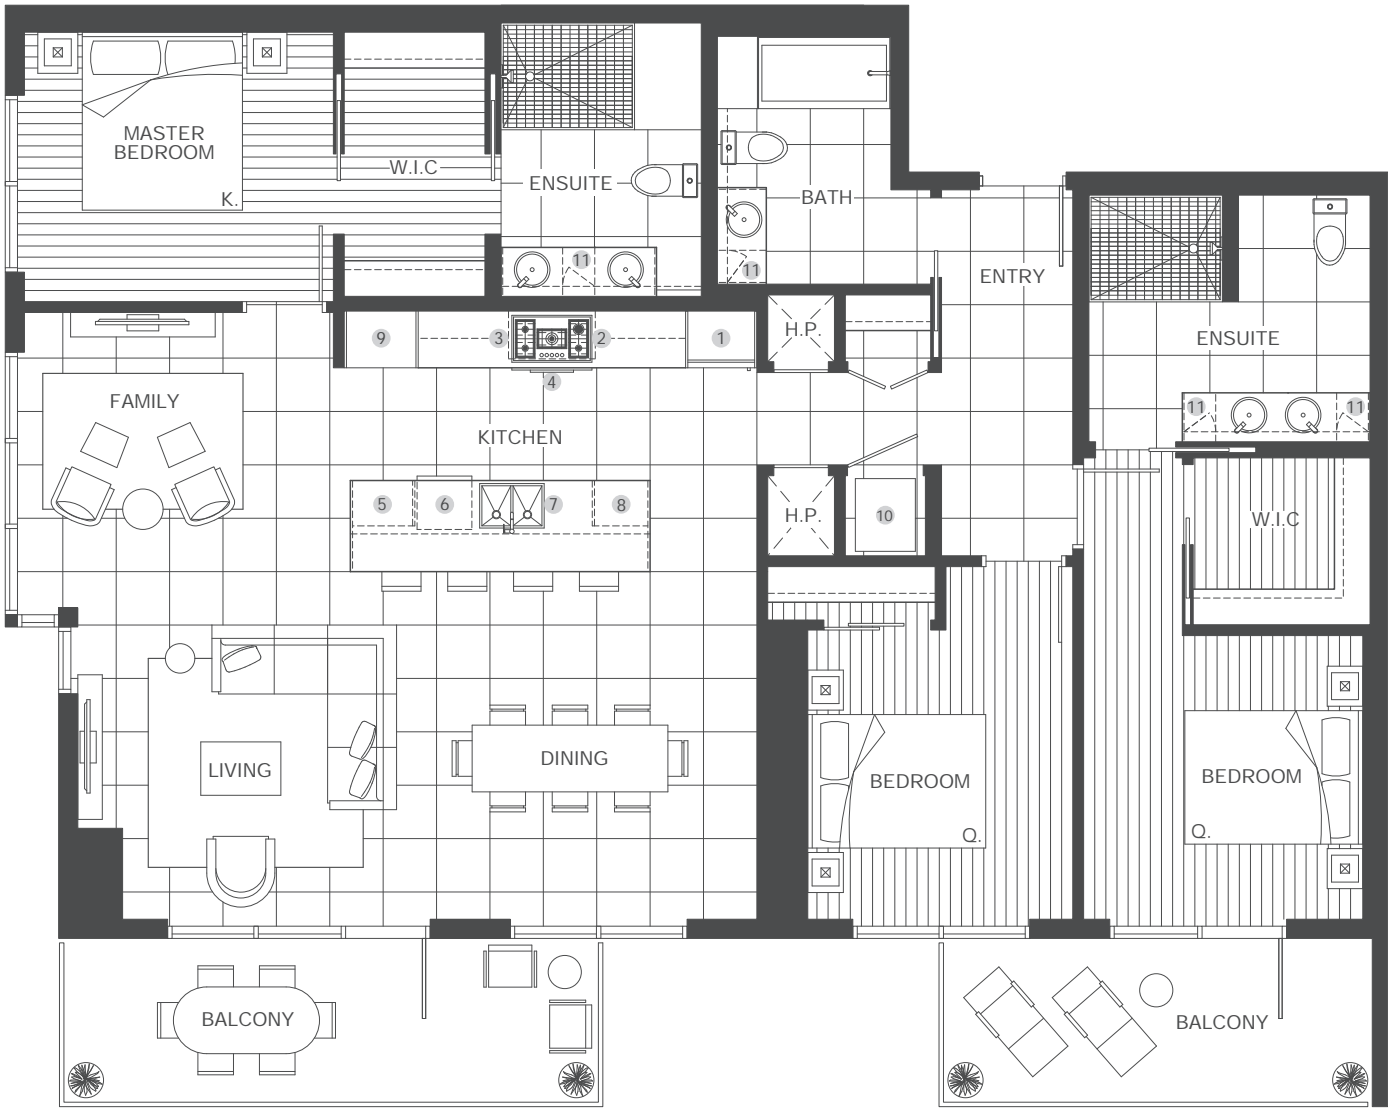 MASTER
BEDROOM
K.
W.I.C
ENSUITE
11
BATH
11
ENTRY
ENSUITE
11
11
H.P.
9
3
2
1
4
FAMILY
KITCHEN
5
6
7
8
H.P.
10
W.I.C
LIVING
DINING
BEDROOM
Q.
BEDROOM
Q.
BALCONY
BALCONY